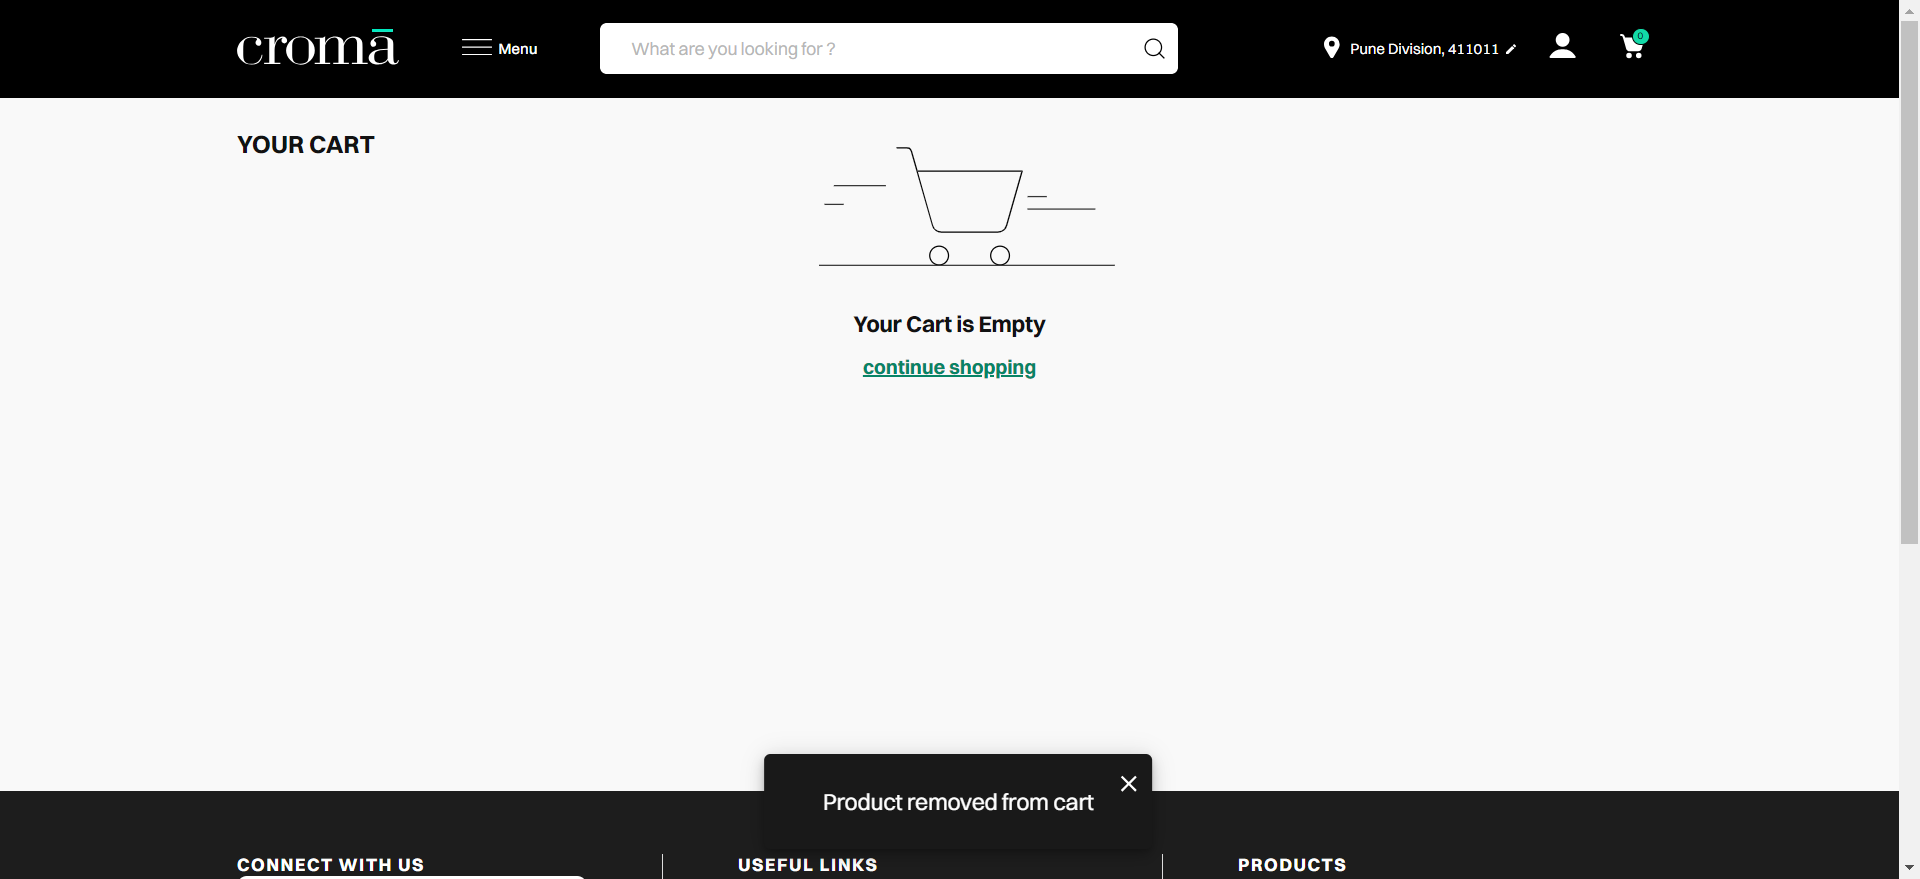 cromā
Menu
What are you looking for ?
Pune Division, 411011
0
YOUR CART
Your Cart is Empty
continue shopping
Product removed from cart
CONNECT WITH US
USEFUL LINKS
PRODUCTS